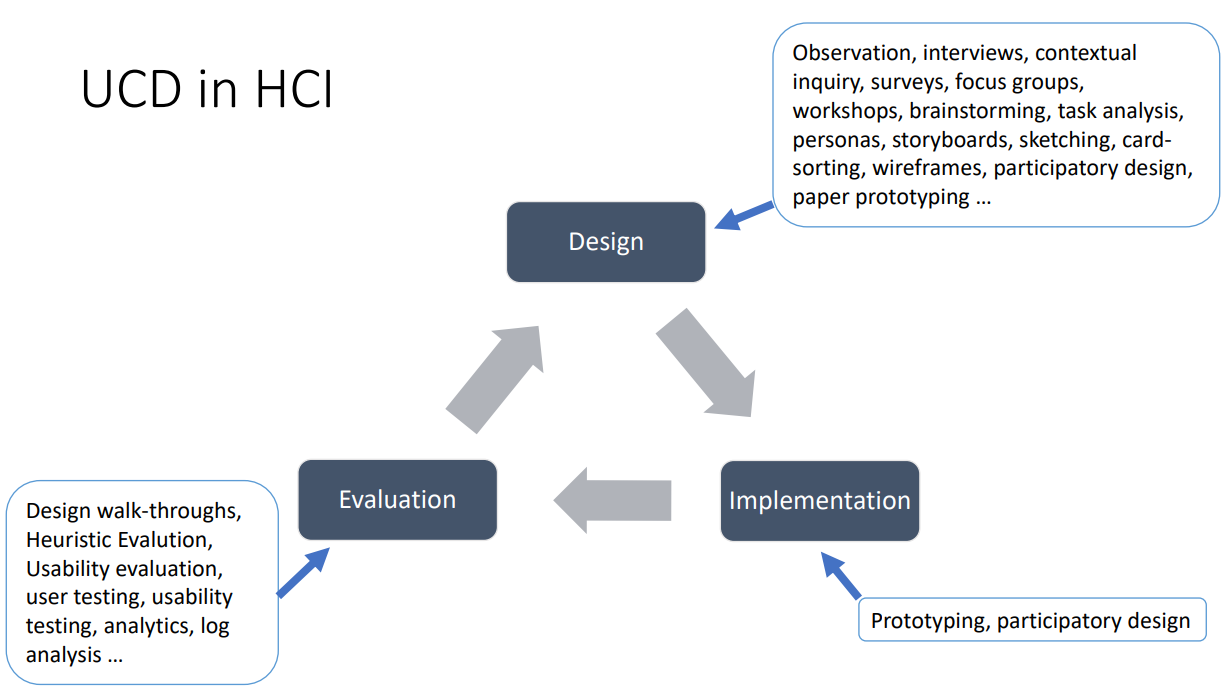 UCD in HCI
Observation, interviews, contextual
inquiry, surveys, focus groups,
workshops, brainstorming, task analysis,
personas, storyboards, sketching, card-
sorting, wireframes, participatory design,
paper prototyping …
Design
Evaluation
Implementation
Design walk-throughs,
Heuristic Evalution,
Usability evaluation,
user testing, usability
testing, analytics, log
analysis …
Prototyping, participatory design